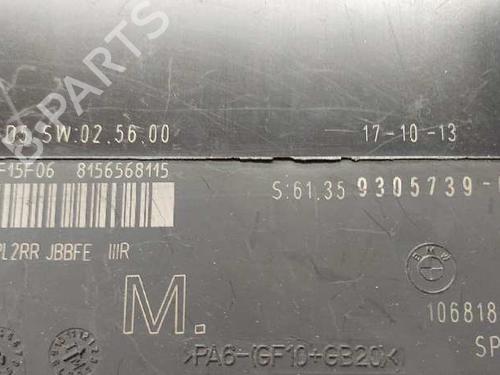 05 SW:02.56.00 17-10-13
F15F06 8156568115
S:61.35 9305739-
PL2RR JBBFE IIIR
BMW
M.
106818
SP
>PA6-(GF10+GB20)<